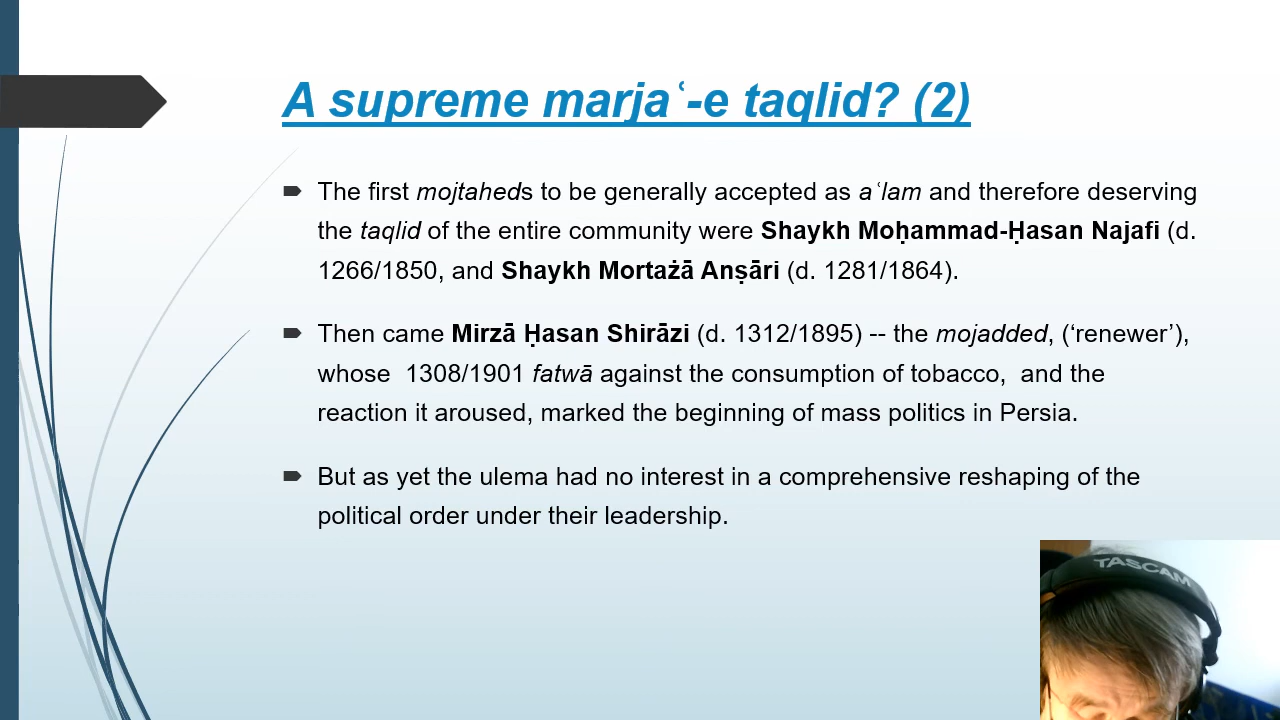 A supreme marjaʿ-e taqlid? (2)
The first mojtaheds to be generally accepted as aʿlam and therefore deserving
the taqlid of the entire community were Shaykh Moḥammad-Ḥasan Najafi (d.
1266/1850, and Shaykh Mortażā Anṣāri (d. 1281/1864).
Then came Mirzā Ḥasan Shirāzi (d. 1312/1895) -- the mojadded, (‘renewer’),
whose  1308/1901 fatwā against the consumption of tobacco,  and the
reaction it aroused, marked the beginning of mass politics in Persia.
But as yet the ulema had no interest in a comprehensive reshaping of the
political order under their leadership.
TASCAM